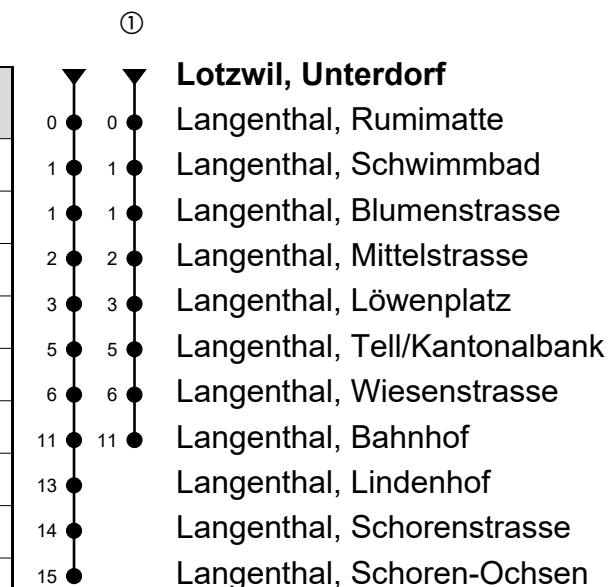 ①
Lotzwil, Unterdorf
0 0 Langenthal, Rumimatte
1 1 Langenthal, Schwimmbad
1 1 Langenthal, Blumenstrasse
2 2 Langenthal, Mittelstrasse
3 3 Langenthal, Löwenplatz
5 5 Langenthal, Tell/Kantonalbank
6 6 Langenthal, Wiesenstrasse
11 11 Langenthal, Bahnhof
13 Langenthal, Lindenhof
14 Langenthal, Schorenstrasse
15 Langenthal, Schoren-Ochsen